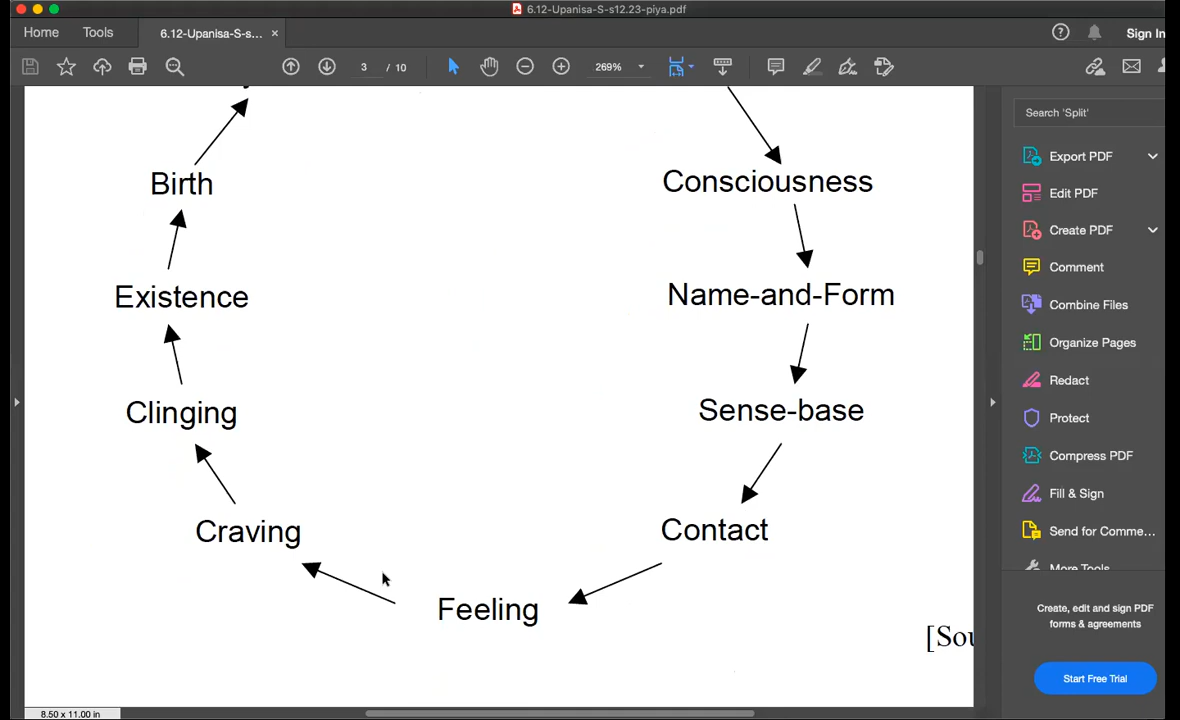 6.12-Upanisa-S-s12.23-piya.pdf
Home
Tools
6.12-Upanisa-S-s... ×
? Sign In
3 / 10
269%
Search 'Split'
Export PDF
Edit PDF
Create PDF
Comment
Combine Files
Organize Pages
Redact
Protect
Compress PDF
Fill & Sign
Send for Comme...
More Tools
Create, edit and sign PDF
forms & agreements
Start Free Trial
Consciousness
Name-and-Form
Sense-base
Contact
Feeling
Craving
Clinging
Existence
Birth
[Sou
8.50 x 11.00 in